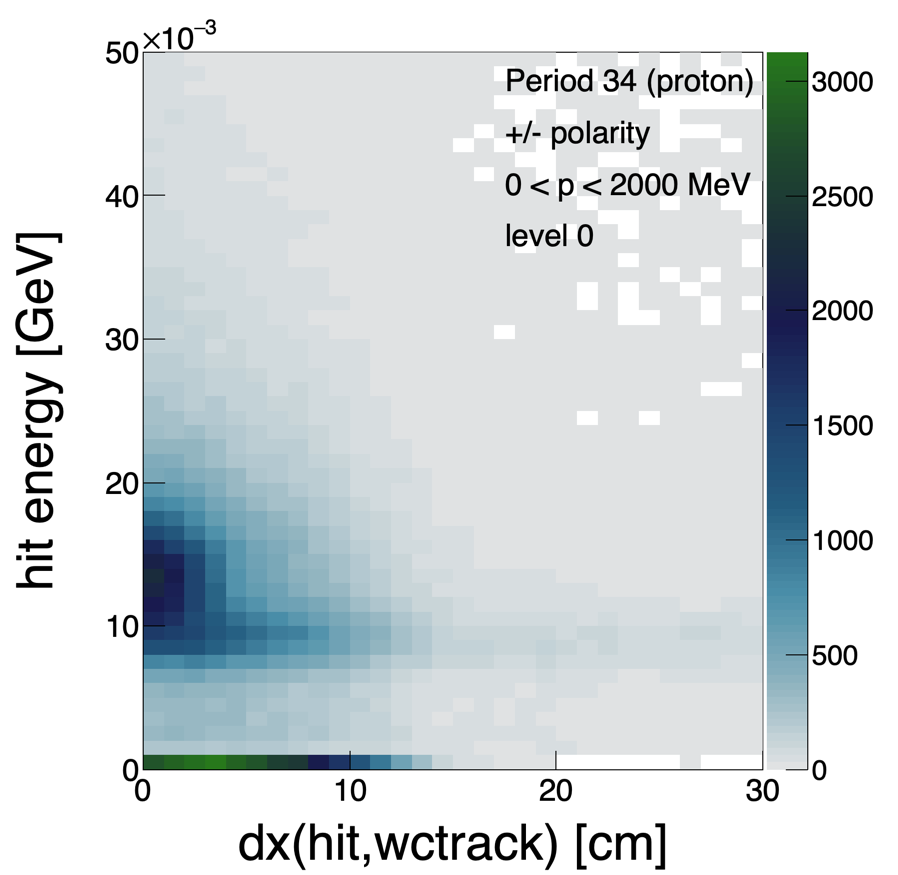 ×10⁻³
50
40
30
20
10
0
hit energy [GeV]
Period 34 (proton)
+/- polarity
0 < p < 2000 MeV
level 0
3000
2500
2000
1500
1000
500
0
0 10 20 30
dx(hit,wctrack) [cm]